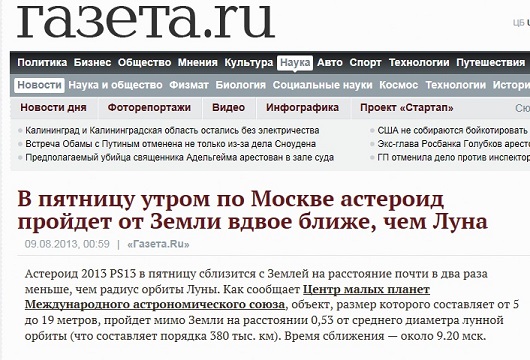 газета.ru
ЦБ
Политика Бизнес Общество Мнения Культура Наука Авто Спорт Технологии Путешествия
Новости Наука и общество Физмат Биология Социальные науки Космос Технологии Истори
Новости дня Фоторепортажи Видео Инфографика Проект «Стартап» Сю
Калининград и Калининградская область остались без электричества
США не собираются бойкотировать
Встреча Обамы с Путиным отменена не только из-за дела Сноудена
Экс-глава Росбанка Голубков аресто
Предполагаемый убийца священника Адельгейма арестован в зале суда
ГП отменила дело против инспектор
В пятницу утром по Москве астероид
пройдет от Земли вдвое ближе, чем Луна
09.08.2013, 00:59 | «Газета.Ru»
Астероид 2013 PS13 в пятницу сблизится с Землей на расстояние почти в два раза
меньше, чем радиус орбиты Луны. Как сообщает Центр малых планет
Международного астрономического союза, объект, размер которого составляет от 5
до 19 метров, пройдет мимо Земли на расстоянии 0,53 от среднего диаметра лунной
орбиты (что составляет порядка 380 тыс. км). Время сближения — около 9.20 мск.